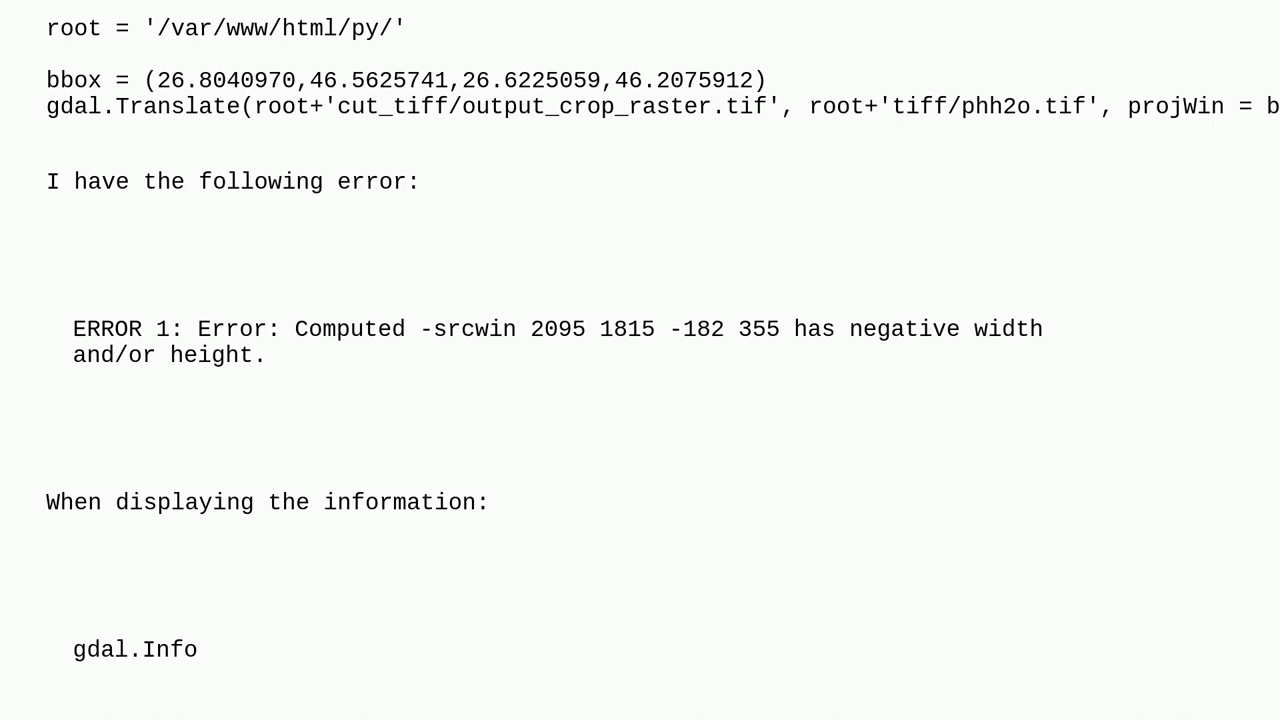 root = '/var/www/html/py/'
bbox = (26.8040970,46.5625741,26.6225059,46.2075912)
gdal.Translate(root+'cut_tiff/output_crop_raster.tif', root+'tiff/phh2o.tif', projWin = b
I have the following error:
ERROR 1: Error: Computed -srcwin 2095 1815 -182 355 has negative width
and/or height.
When displaying the information:
gdal.Info